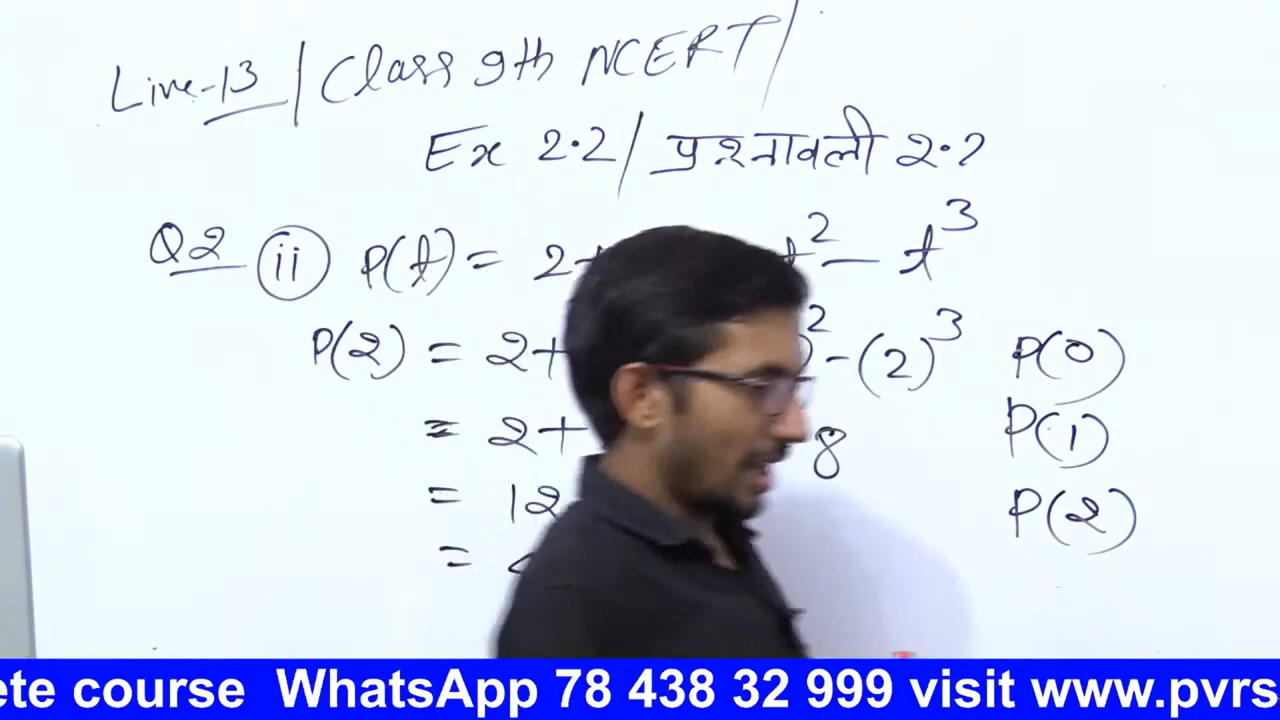 Live-13 / Class 9th NCERT /
Ex 2.2 / प्रश्नावली 2.2
Q2 (ii) P(t) = 2+ t² - t³
P(2) = 2+ )² - (2)³ P(0)
= 2+ 8 P(1)
= 12 P(2)
=
ete course WhatsApp 78 438 32 999 visit www.pvrs